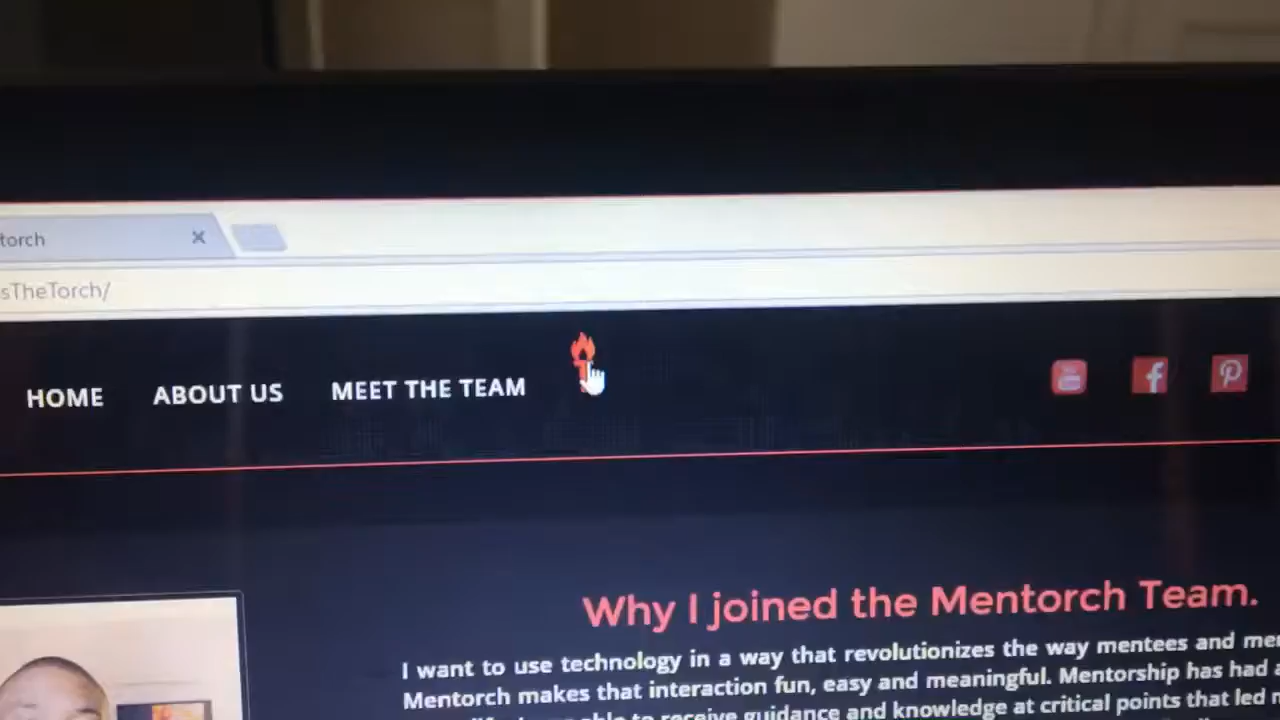 torch
sTheTorch/
HOME ABOUT US MEET THE TEAM
Why I joined the Mentorch Team.
I want to use technology in a way that revolutionizes the way mentees and me
Mentorch makes that interaction fun, easy and meaningful. Mentorship has had a
to receive guidance and knowledge at critical points that led